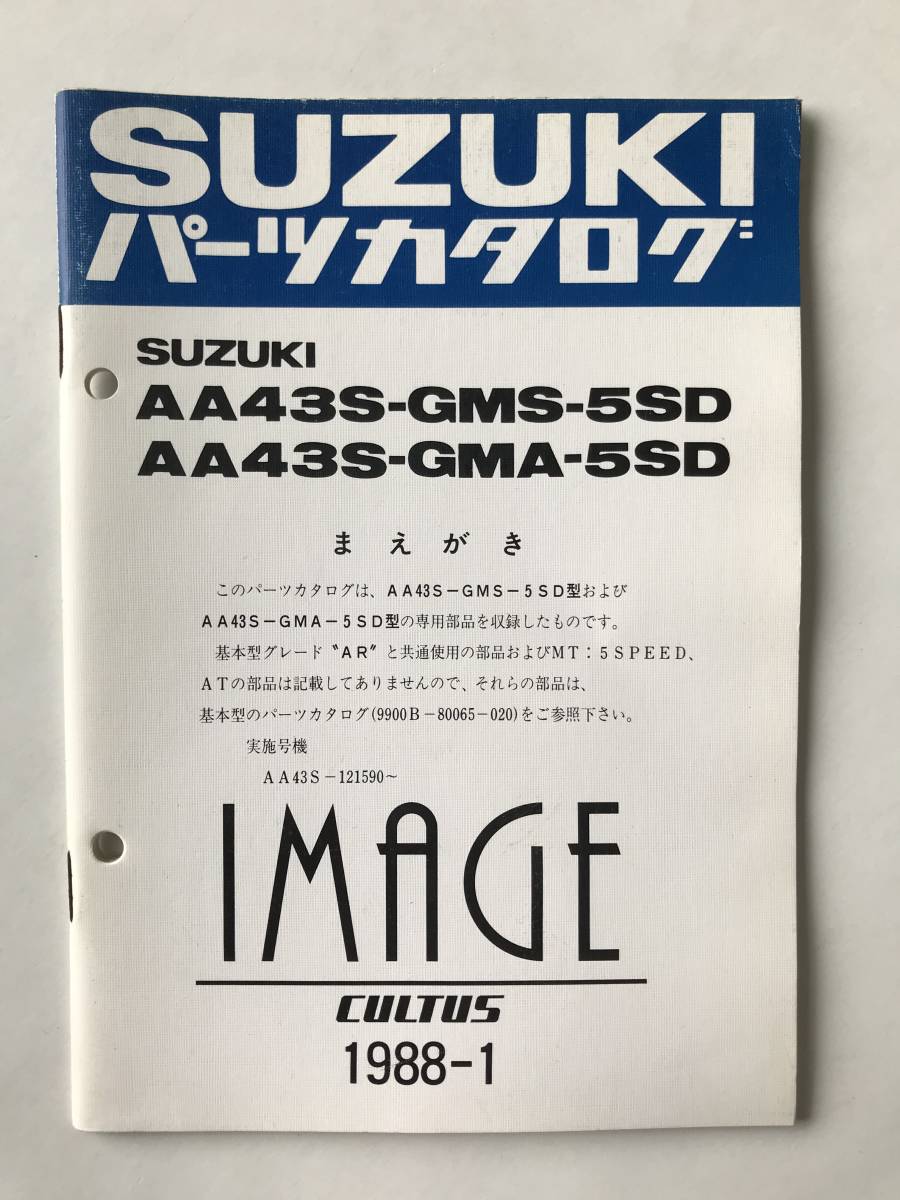 SUZUKI
パーツカタログ
SUZUKI
AA43S-GMS-5SD
AA43S-GMA-5SD
まえがき
このパーツカタログは、AA43S－GMS－5SD型および
AA43S－GMA－5SD型の専用部品を収録したものです。
基本型グレード〝AR〟と共通使用の部品およびMT：5SPEED、
ATの部品は記載してありませんので、それらの部品は、
基本型のパーツカタログ(9900B－80065－020)をご参照下さい。
実施号機
AA43S－121590～
IMAGE
CULTUS
1988-1